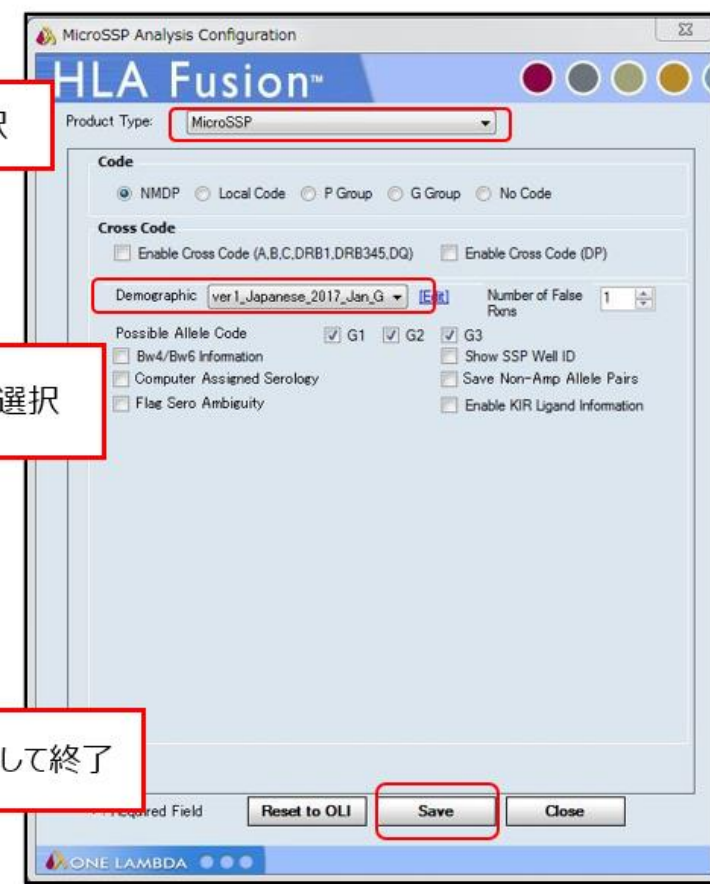 MicroSSP Analysis Configuration
HLA Fusion™
択
Product Type: MicroSSP
Code
NMDP Local Code P Group G Group No Code
Cross Code
Enable Cross Code (A,B,C,DRB1,DRB345,DQ) Enable Cross Code (DP)
Demographic ver1_Japanese_2017_Jan_G [Edit] Number of False Rxns 1
Possible Allele Code G1 G2 G3
Bw4/Bw6 Information Show SSP Well ID
Computer Assigned Serology Save Non-Amp Allele Pairs
選択
Flag Sero Ambiguity Enable KIR Ligand Information
して終了
Field Reset to OLI Save Close
ONE LAMBDA